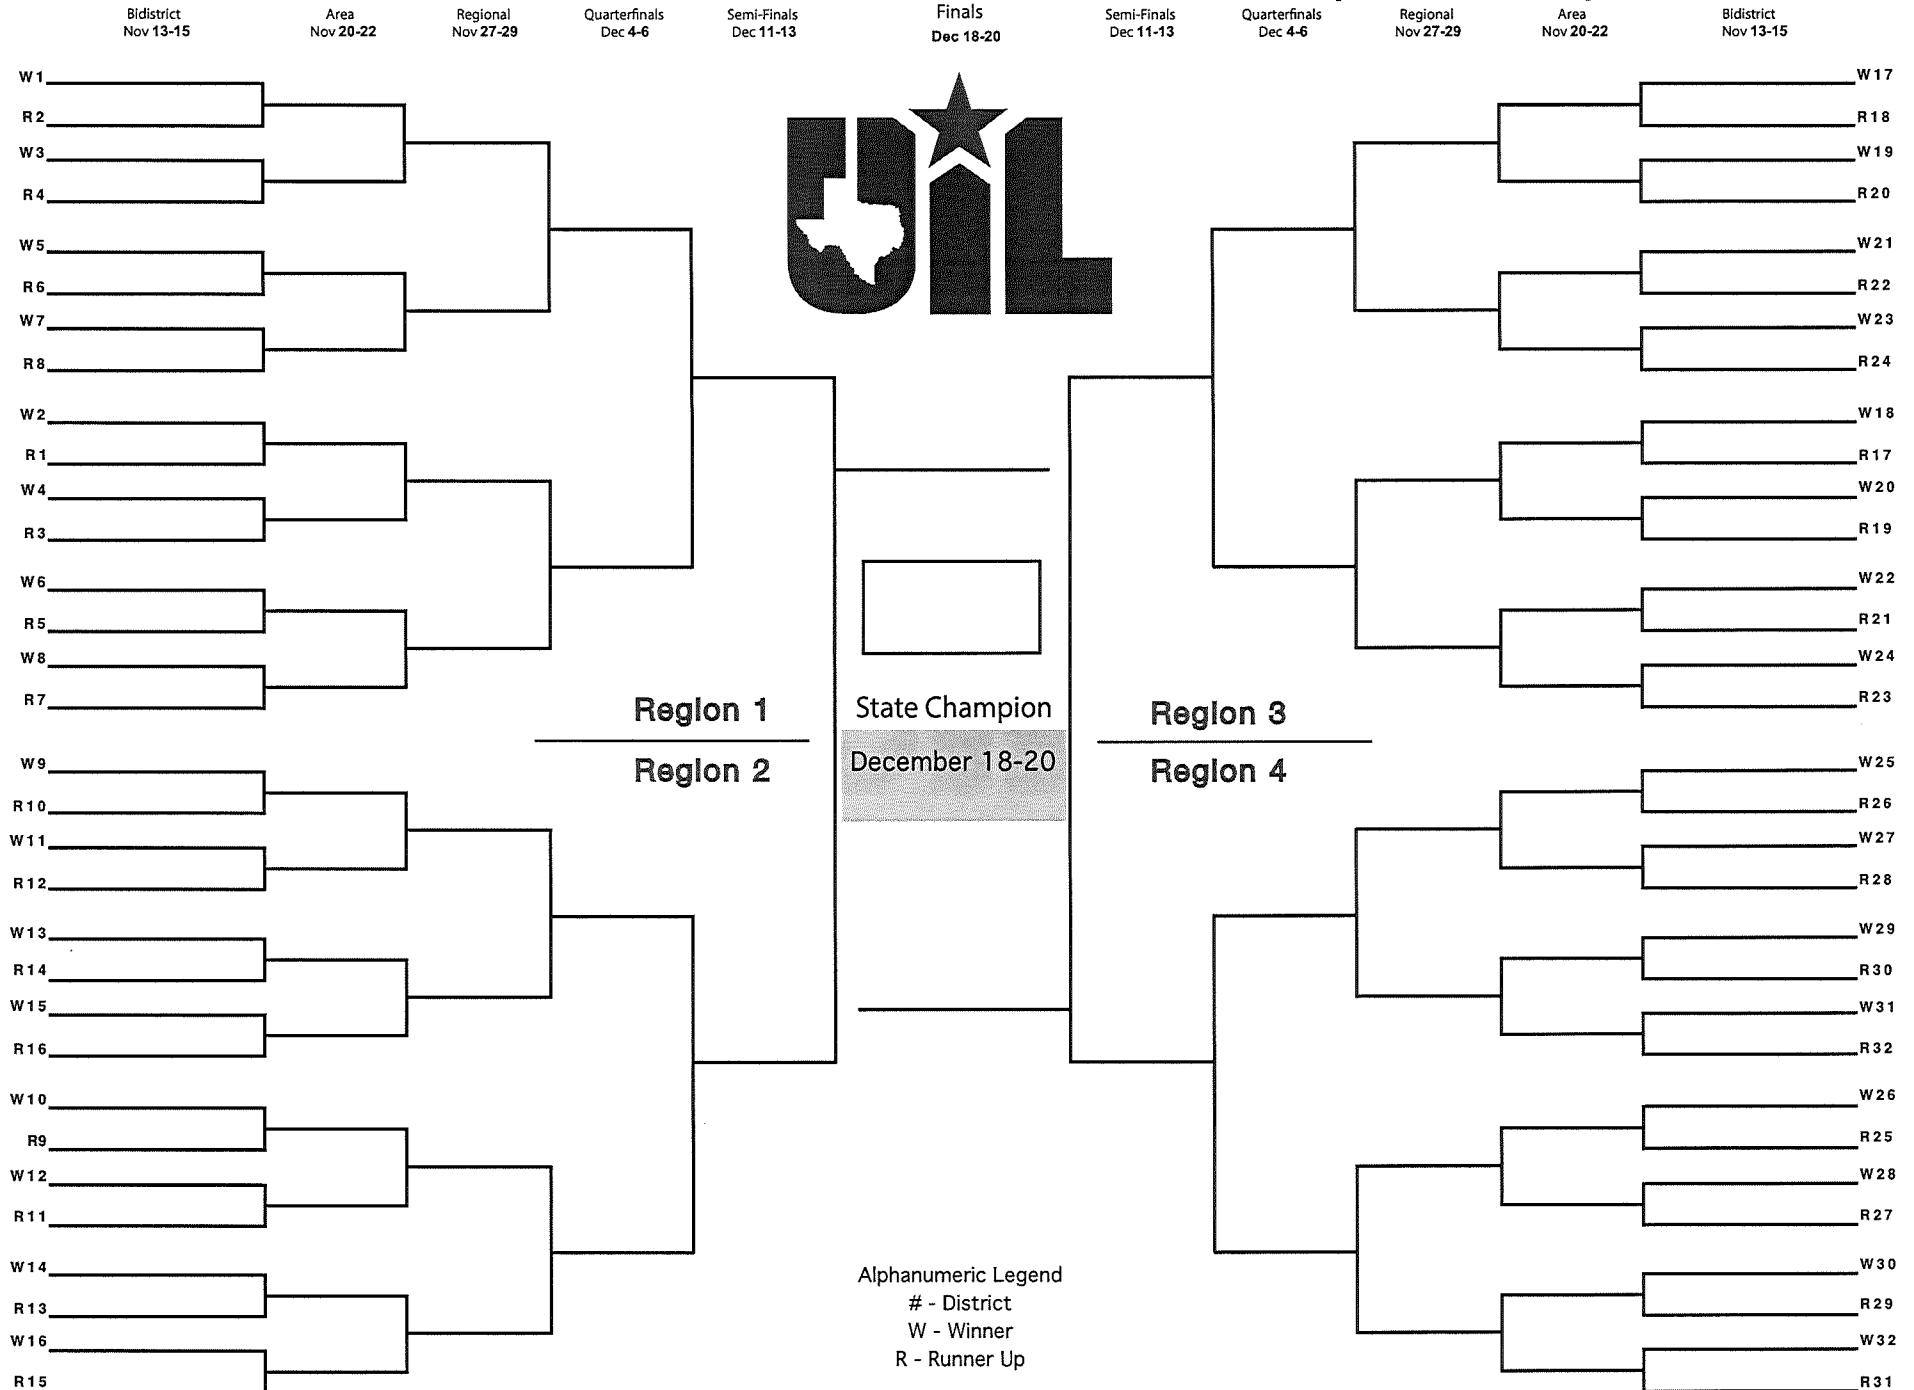 Bidistrict Area Regional Quarterfinals Semi-Finals Finals Semi-Finals Quarterfinals Regional Area Bidistrict
Nov 13-15 Nov 20-22 Nov 27-29 Dec 4-6 Dec 11-13 Dec 18-20 Dec 11-13 Dec 4-6 Nov 27-29 Nov 20-22 Nov 13-15
UIL
W1
R2
W3
R4
W5
R6
W7
R8
W2
R1
W4
R3
W6
R5
W8
R7
Region 1
Region 2
W9
R10
W11
R12
W13
R14
W15
R16
W10
R9
W12
R11
W14
R13
W16
R15
State Champion
December 18-20
Alphanumeric Legend
# - District
W - Winner
R - Runner Up
W17
R18
W19
R20
W21
R22
W23
R24
W18
R17
W20
R19
W22
R21
W24
R23
Region 3
Region 4
W25
R26
W27
R28
W29
R30
W31
R32
W26
R25
W28
R27
W30
R29
W32
R31